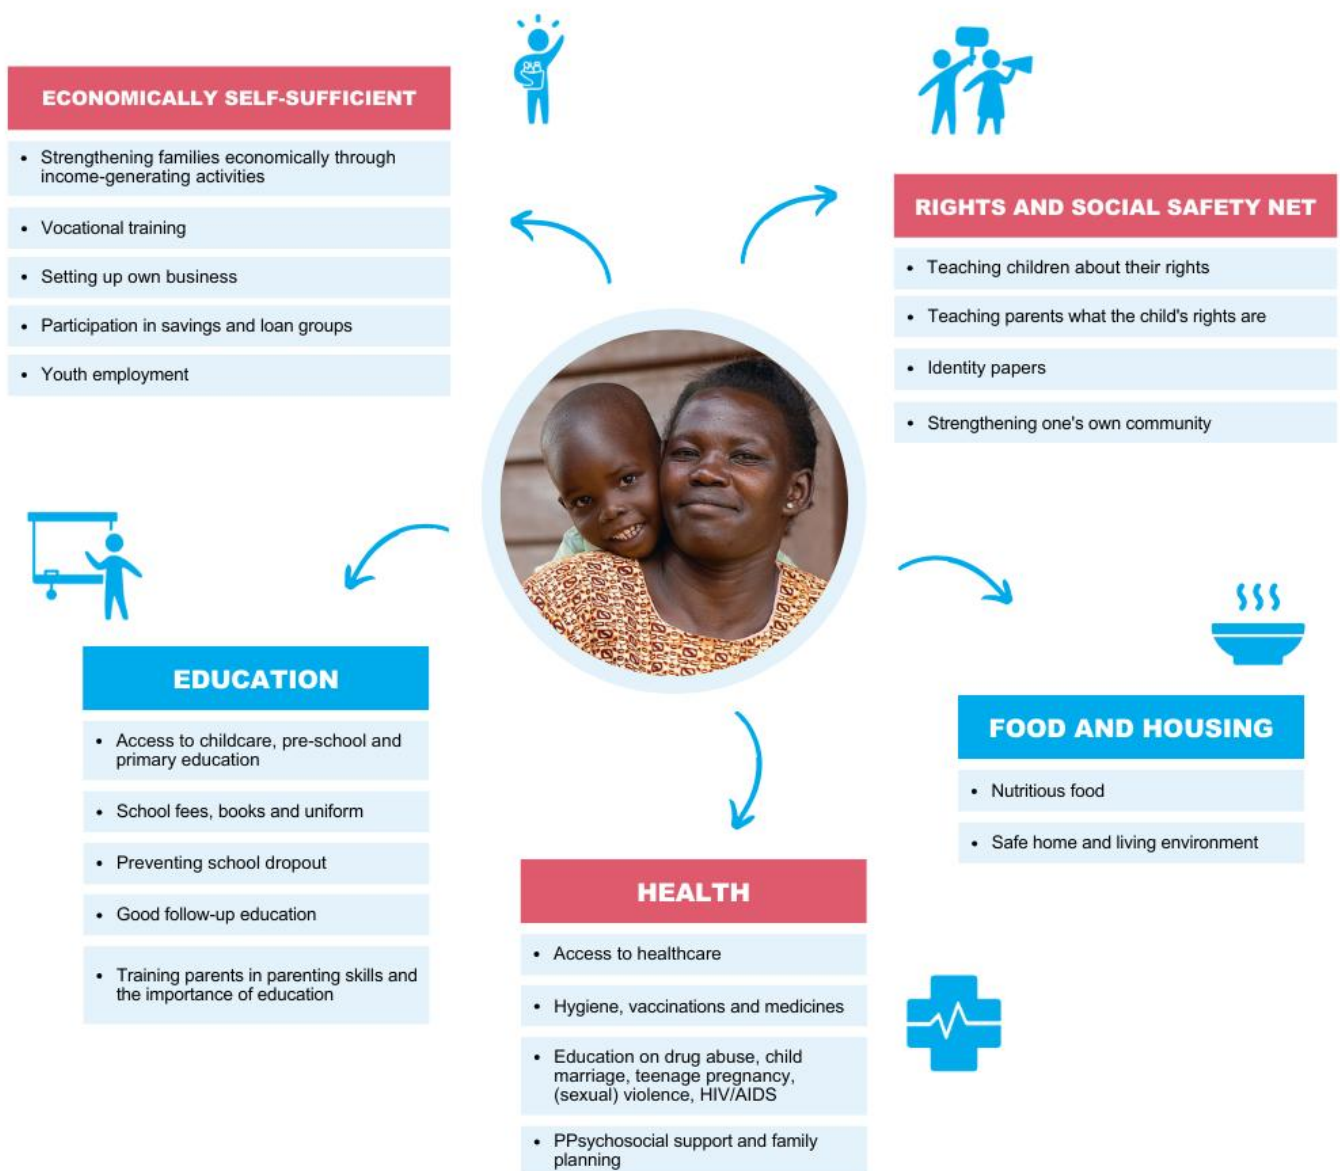 ECONOMICALLY SELF-SUFFICIENT
• Strengthening families economically through
income-generating activities
• Vocational training
• Setting up own business
• Participation in savings and loan groups
• Youth employment
RIGHTS AND SOCIAL SAFETY NET
• Teaching children about their rights
• Teaching parents what the child's rights are
• Identity papers
• Strengthening one's own community
EDUCATION
• Access to childcare, pre-school and
primary education
• School fees, books and uniform
• Preventing school dropout
• Good follow-up education
• Training parents in parenting skills and
the importance of education
FOOD AND HOUSING
• Nutritious food
• Safe home and living environment
HEALTH
• Access to healthcare
• Hygiene, vaccinations and medicines
• Education on drug abuse, child
marriage, teenage pregnancy,
(sexual) violence, HIV/AIDS
• PPsychosocial support and family
planning